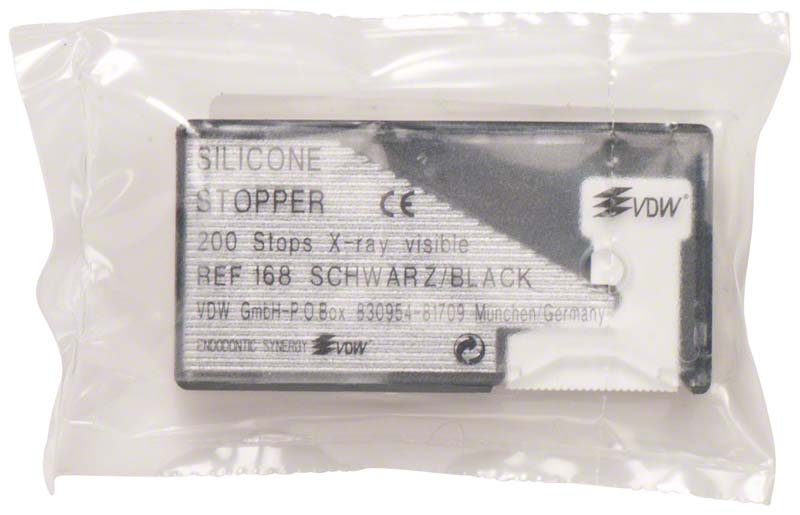 SILICONE
STOPPER CE
VDW®
200 Stops X-ray visible
REF 168 SCHWARZ/BLACK
VDW GmbH-P.O.Box 830954-81709 Munchen/Germany
ENDODONTIC SYNERGY VDW